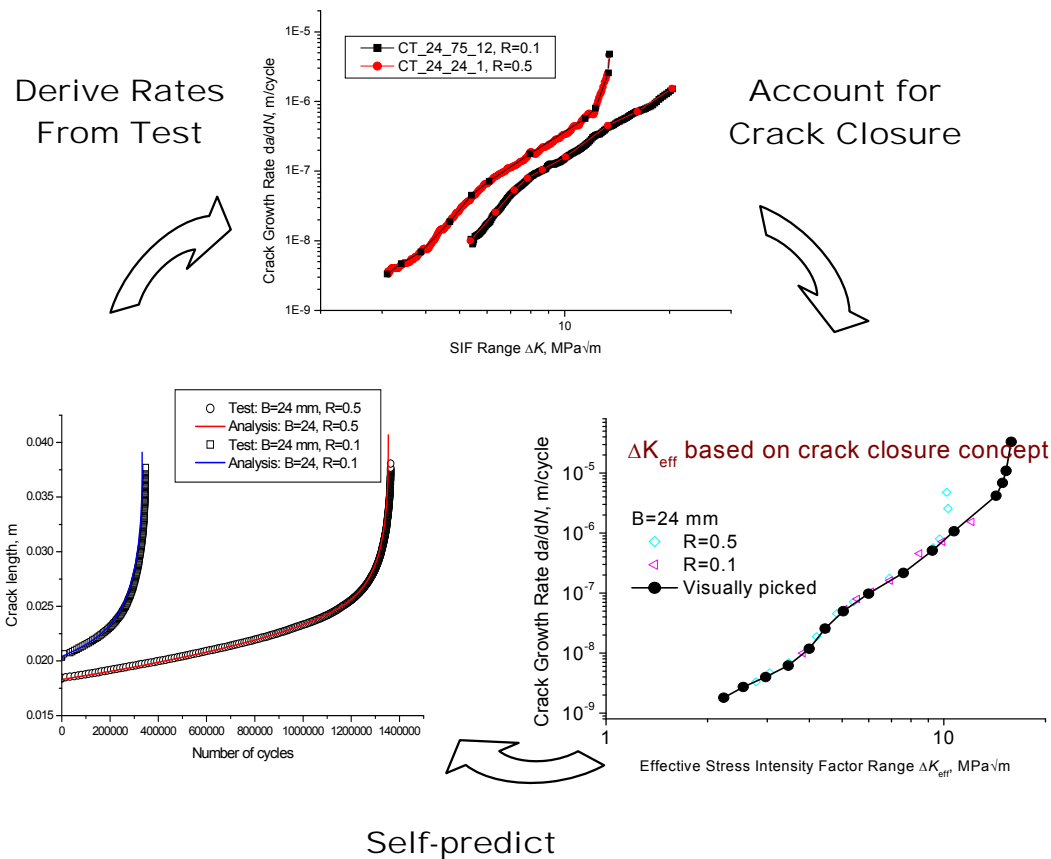 Derive Rates
From Test
1E-5
1E-6
1E-7
1E-8
1E-9
Crack Growth Rate da/dN, m/cycle
CT_24_75_12, R=0.1
CT_24_24_1, R=0.5
10
SIF Range ΔK, MPa√m
Account for
Crack Closure
Test: B=24 mm, R=0.5
Analysis: B=24, R=0.5
Test: B=24 mm, R=0.1
Analysis: B=24, R=0.1
0.040
0.035
0.030
0.025
0.020
0.015
Crack length, m
0 200000 400000 600000 800000 1000000 1200000 1400000
Number of cycles
ΔKeff based on crack closure concept
B=24 mm
R=0.5
R=0.1
Visually picked
10-5
10-6
10-7
10-8
10-9
Crack Growth Rate da/dN, m/cycle
1 10
Effective Stress Intensity Factor Range ΔKeff, MPa√m
Self-predict